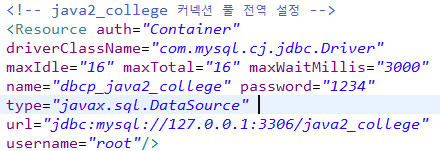 <!-- java2_college 커넥션 풀 전역 설정 -->
<Resource auth="Container"
driverClassName="com.mysql.cj.jdbc.Driver"
maxIdle="16" maxTotal="16" maxWaitMillis="3000"
name="dbcp_java2_college" password="1234"
type="javax.sql.DataSource"
url="jdbc:mysql://127.0.0.1:3306/java2_college"
username="root"/>